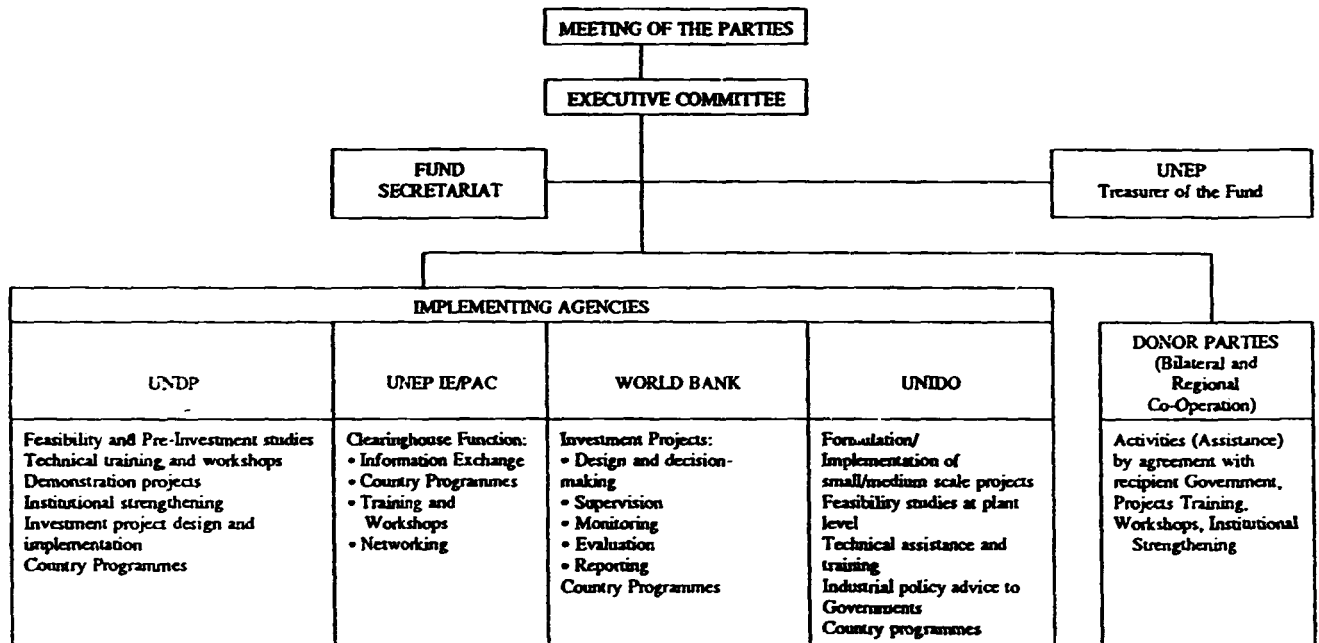 MEETING OF THE PARTIES
EXECUTIVE COMMITTEE
FUND
SECRETARIAT
UNEP
Treasurer of the Fund
IMPLEMENTING AGENCIES
UNDP
Feasibility and Pre-Investment studies
Technical training and workshops
Demonstration projects
Institutional strengthening
Investment project design and
implementation
Country Programmes
UNEP IE/PAC
Clearinghouse Function:
• Information Exchange
• Country Programmes
• Training and
Workshops
• Networking
WORLD BANK
Investment Projects:
• Design and decision-
making
• Supervision
• Monitoring
• Evaluation
• Reporting
Country Programmes
UNIDO
Formulation/
Implementation of
small/medium scale projects
Feasibility studies at plant
level
Technical assistance and
training
Industrial policy advice to
Governments
Country programmes
DONOR PARTIES
(Bilateral and
Regional
Co-Operation)
Activities (Assistance)
by agreement with
recipient Government,
Projects Training,
Workshops, Institutional
Strengthening